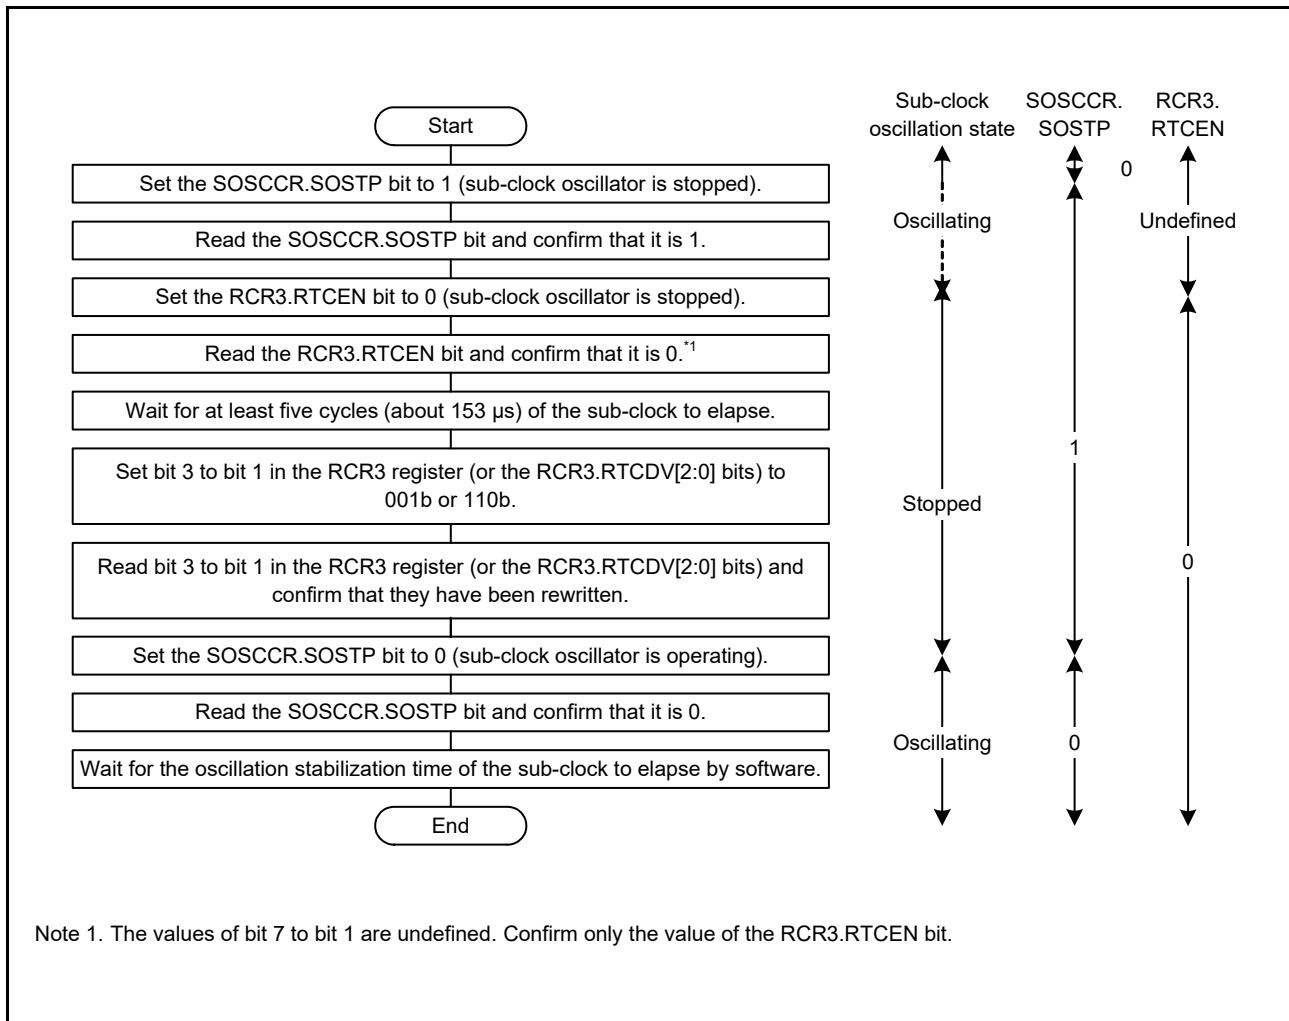 Start
Set the SOSCCR.SOSTP bit to 1 (sub-clock oscillator is stopped).
Read the SOSCCR.SOSTP bit and confirm that it is 1.
Set the RCR3.RTCEN bit to 0 (sub-clock oscillator is stopped).
Read the RCR3.RTCEN bit and confirm that it is 0.*1
Wait for at least five cycles (about 153 µs) of the sub-clock to elapse.
Set bit 3 to bit 1 in the RCR3 register (or the RCR3.RTCDV[2:0] bits) to
001b or 110b.
Read bit 3 to bit 1 in the RCR3 register (or the RCR3.RTCDV[2:0] bits) and
confirm that they have been rewritten.
Set the SOSCCR.SOSTP bit to 0 (sub-clock oscillator is operating).
Read the SOSCCR.SOSTP bit and confirm that it is 0.
Wait for the oscillation stabilization time of the sub-clock to elapse by software.
End
Sub-clock
oscillation state
Oscillating
Stopped
Oscillating
SOSCCR.
SOSTP
0
1
0
RCR3.
RTCEN
Undefined
0
Note 1. The values of bit 7 to bit 1 are undefined. Confirm only the value of the RCR3.RTCEN bit.